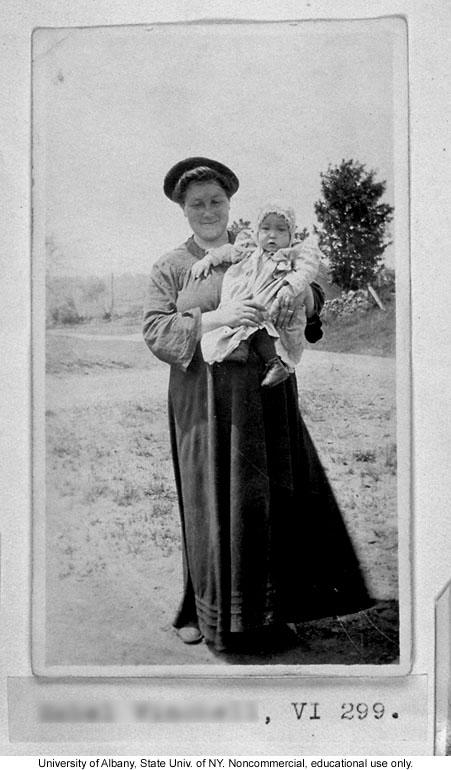 , VI 299.
University of Albany, State Univ. of NY. Noncommercial, educational use only.